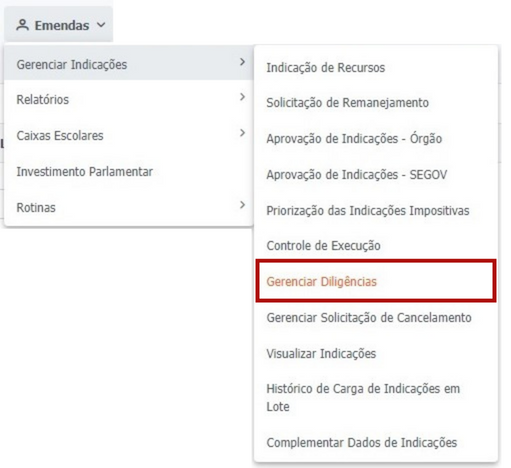 Emendas
Gerenciar Indicações
Relatórios
Caixas Escolares
Investimento Parlamentar
Rotinas
Indicação de Recursos
Solicitação de Remanejamento
Aprovação de Indicações - Órgão
Aprovação de Indicações - SEGOV
Priorização das Indicações Impositivas
Controle de Execução
Gerenciar Diligências
Gerenciar Solicitação de Cancelamento
Visualizar Indicações
Histórico de Carga de Indicações em
Lote
Complementar Dados de Indicações